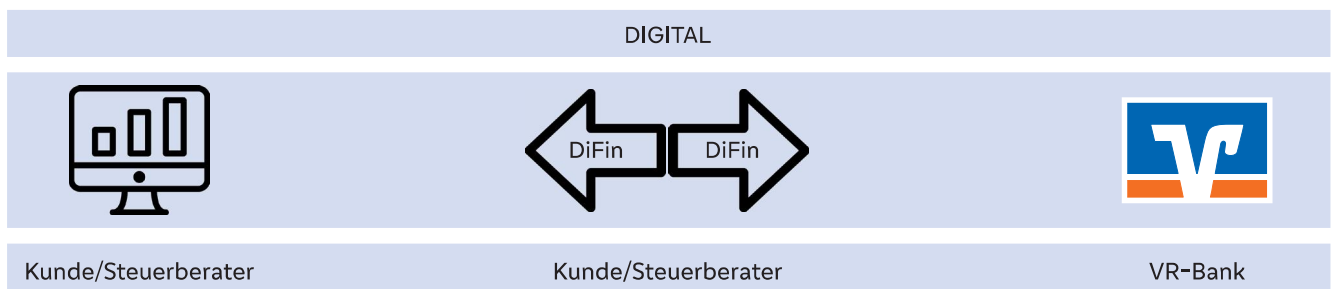 DIGITAL
DiFin DiFin
Kunde/Steuerberater Kunde/Steuerberater VR-Bank